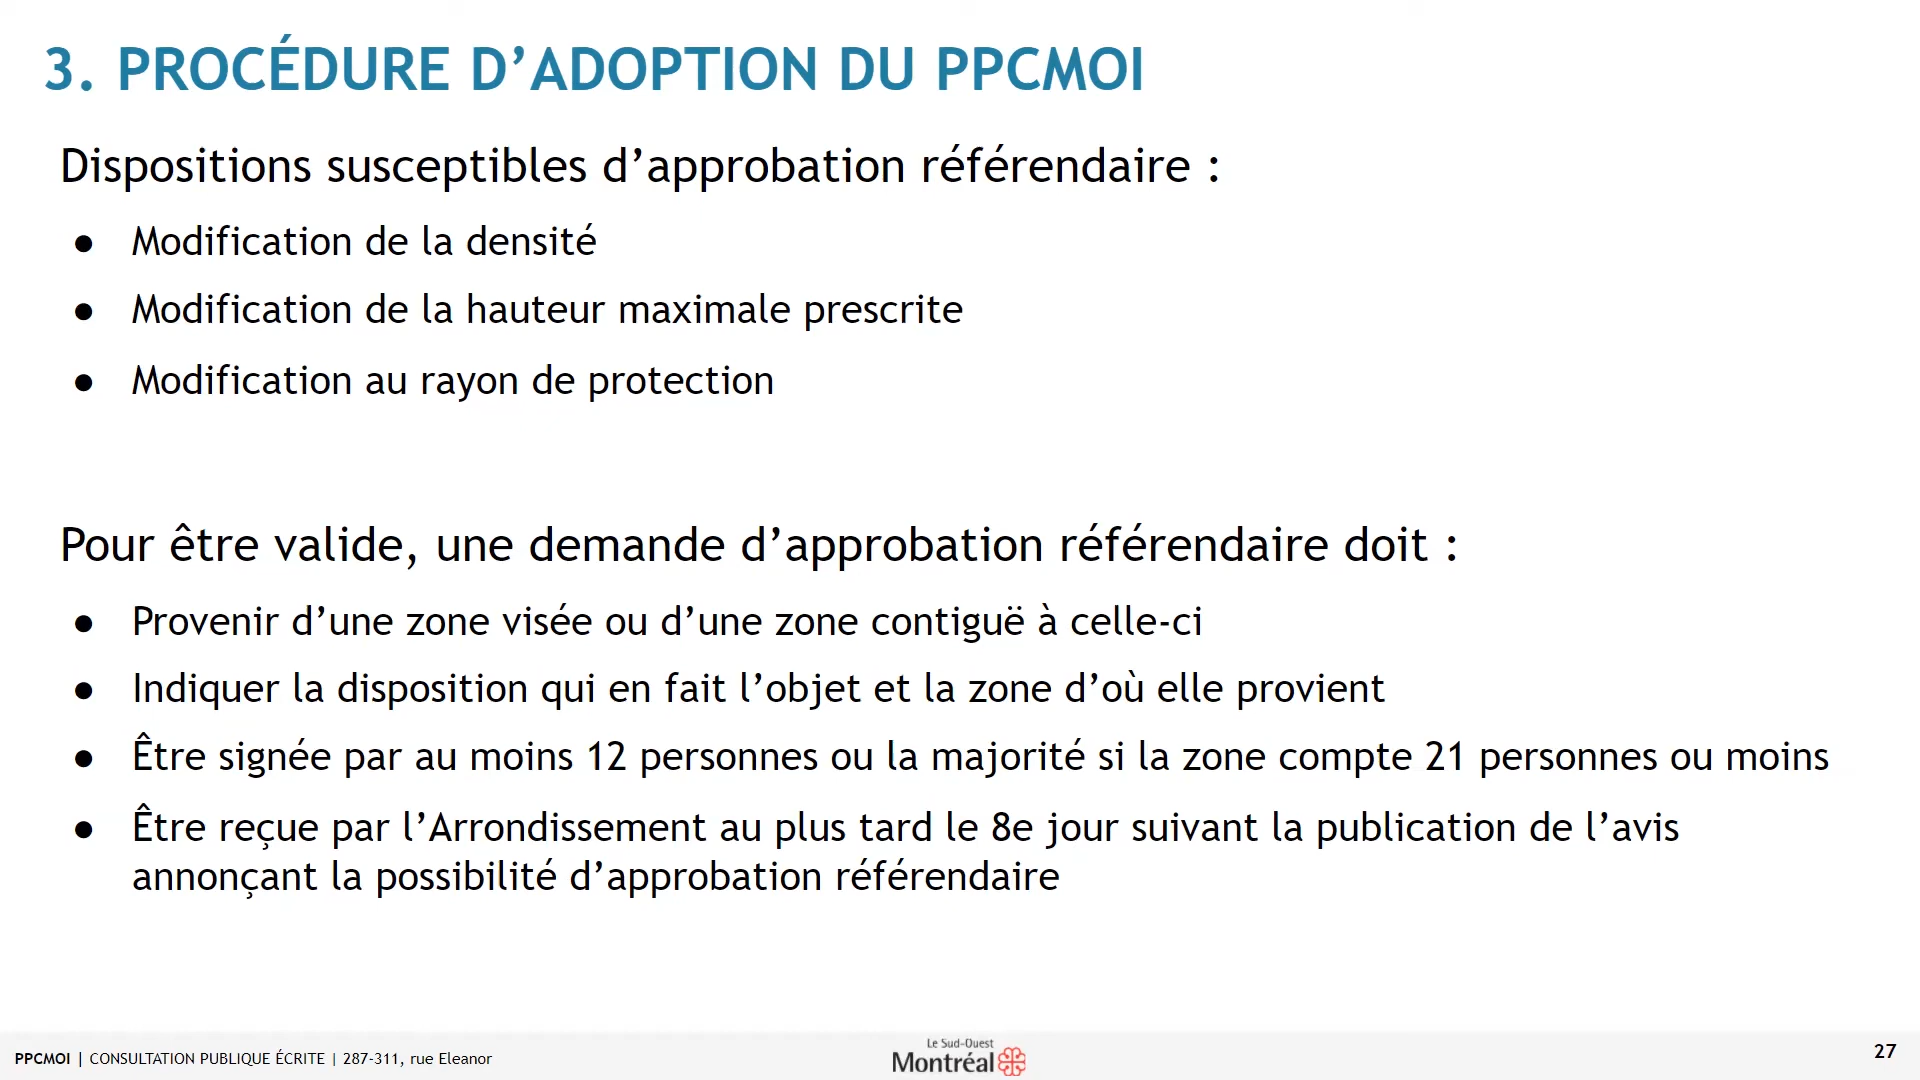 3. PROCÉDURE D’ADOPTION DU PPCMOI
Dispositions susceptibles d’approbation référendaire :
● Modification de la densité
● Modification de la hauteur maximale prescrite
● Modification au rayon de protection
Pour être valide, une demande d’approbation référendaire doit :
● Provenir d’une zone visée ou d’une zone contiguë à celle-ci
● Indiquer la disposition qui en fait l’objet et la zone d’où elle provient
● Être signée par au moins 12 personnes ou la majorité si la zone compte 21 personnes ou moins
● Être reçue par l’Arrondissement au plus tard le 8e jour suivant la publication de l’avis
annonçant la possibilité d’approbation référendaire
PPCMOI | CONSULTATION PUBLIQUE ÉCRITE | 287-311, rue Eleanor
Le Sud-Ouest
Montréal
27